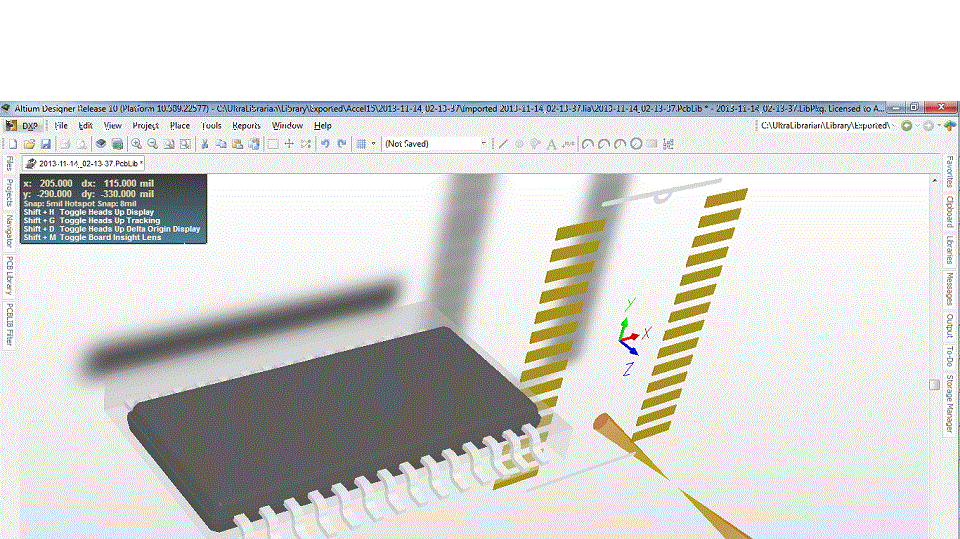 Altium Designer Release 10 (Platform 10.589.22577) - C:\UltraLibrarian\Library\Exported\Accel15\2013-11-14_02-13-37\Imported 2013-11-14_02-13-37.lia\2013-11-14_02-13-37.PcbLib * - 2013-11-14_02-13-37.LibPkg. Licensed to A...
DXP File Edit View Project Place Tools Reports Window Help C:\UltraLibrarian\Library\Exported\
(Not Saved)
2013-11-14_02-13-37.PcbLib *
x: 205.000 dx: 115.000 mil
y: -290.000 dy: -330.000 mil
Snap: 5mil Hotspot Snap: 8mil
Shift + H Toggle Heads Up Display
Shift + G Toggle Heads Up Tracking
Shift + D Toggle Heads Up Delta Origin Display
Shift + M Toggle Board Insight Lens
Files
Projects
Navigator
PCB Library
PCBLIB Filter
Y
X
Z
Favorites
Clipboard
Libraries
Messages
Output
To-Do
Storage Manager